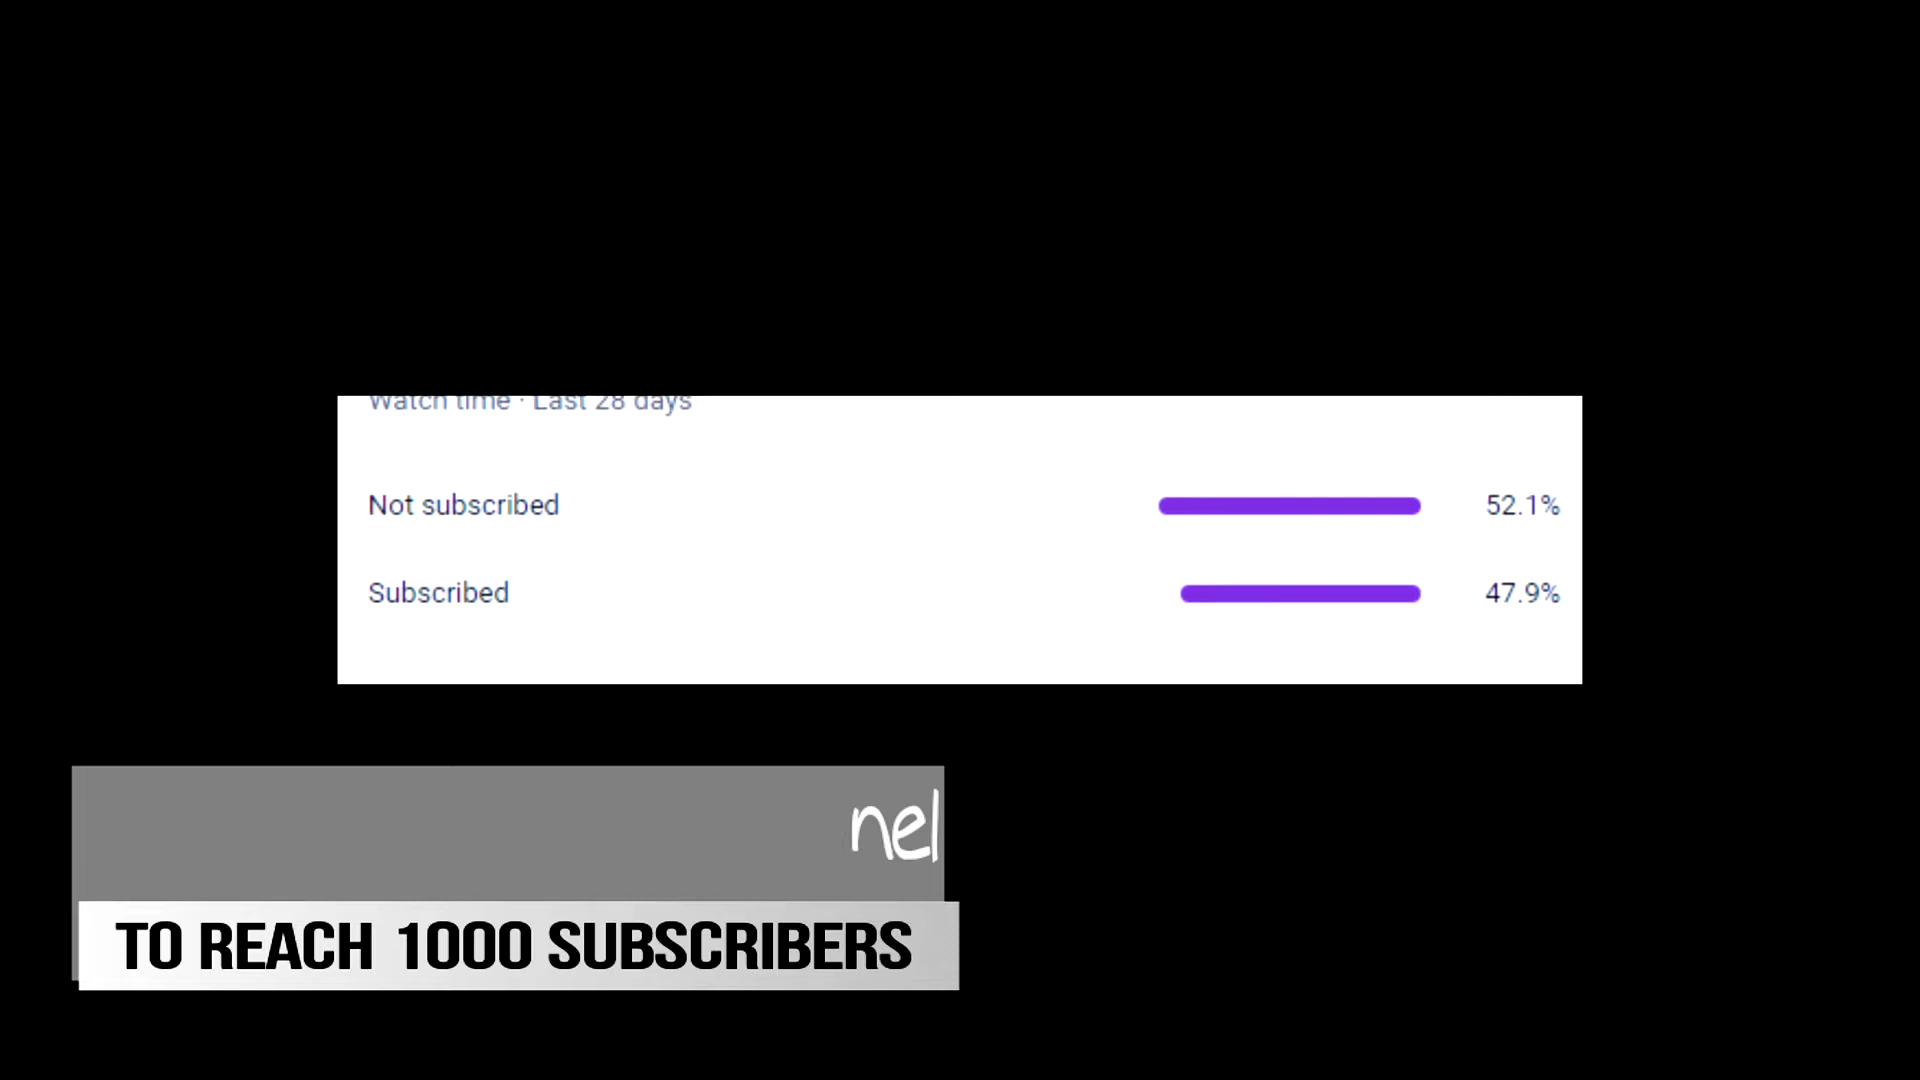 Watch time · Last 28 days
Not subscribed 52.1%
Subscribed 47.9%
nel
TO REACH 1000 SUBSCRIBERS